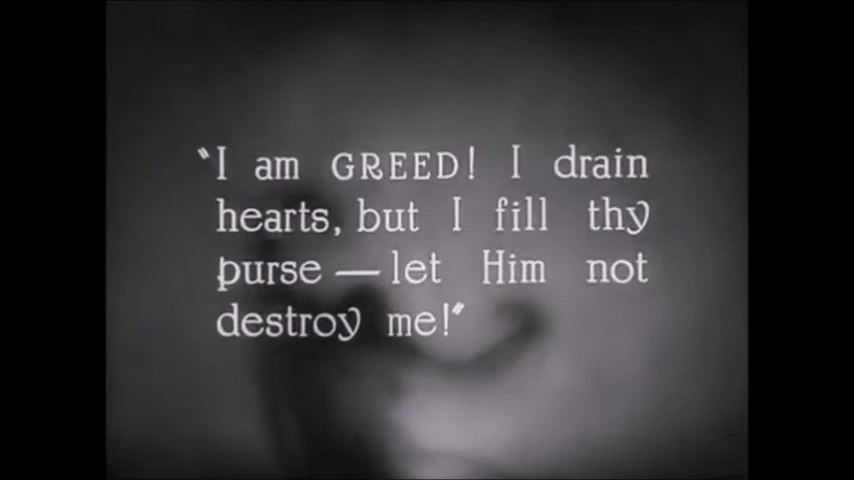 "I am GREED! I drain
hearts, but I fill thy
purse — let Him not
destroy me!"